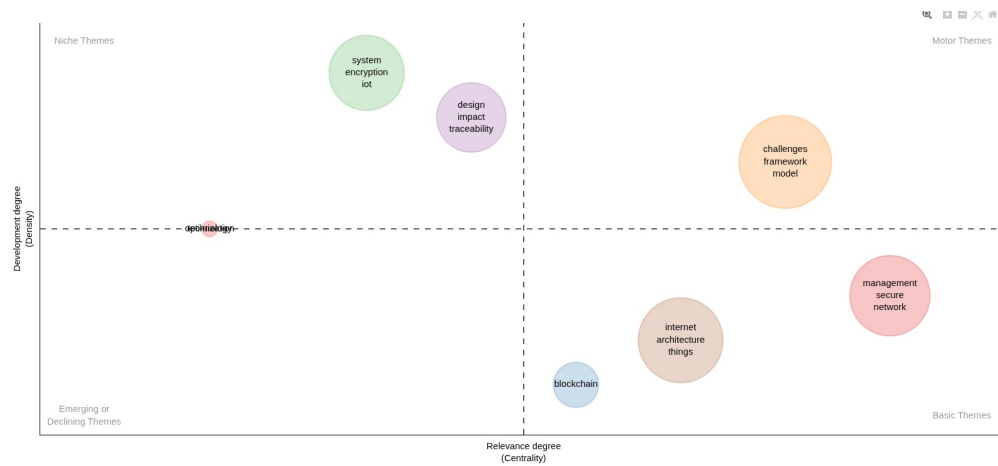 Niche Themes
Motor Themes
system
encryption
iot
design
impact
traceability
challenges
framework
model
management
secure
network
internet
architecture
things
blockchain
Emerging or
Declining Themes
Basic Themes
Development degree
(Density)
Relevance degree
(Centrality)